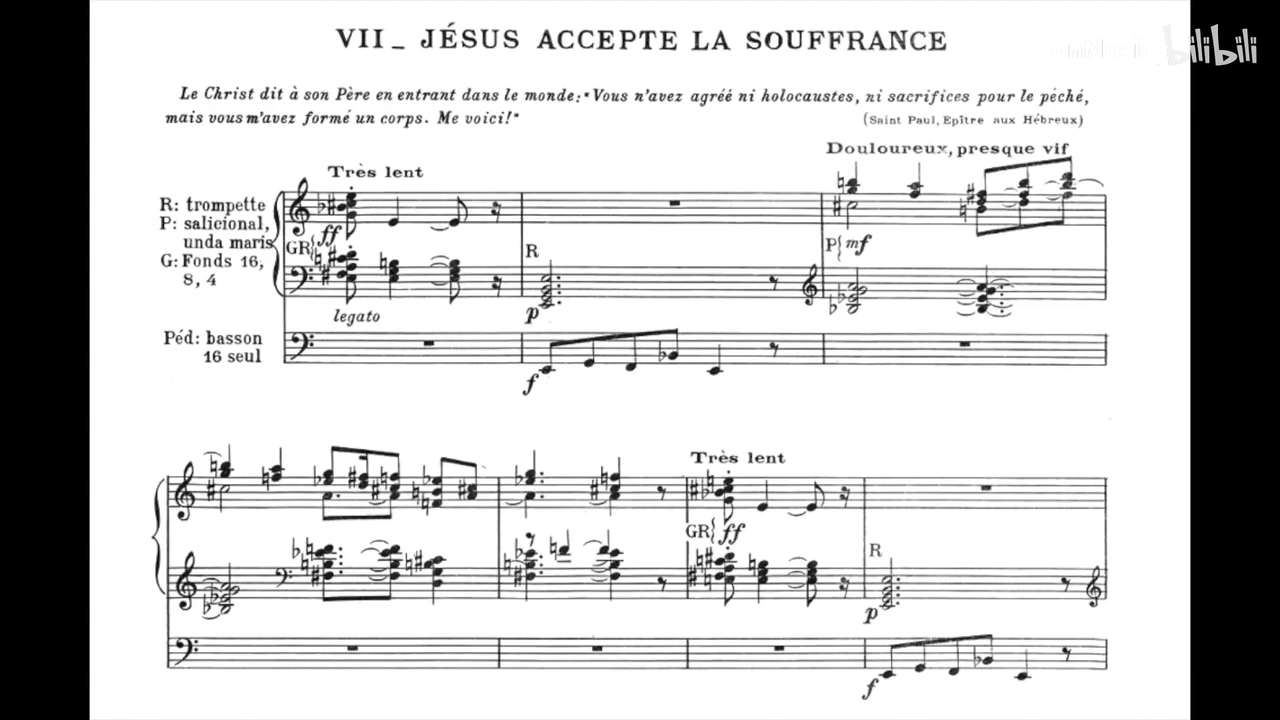 VII_ JÉSUS ACCEPTE LA SOUFFRANCE
bilibili
Le Christ dit à son Père en entrant dans le monde: "Vous n'avez agréé ni holocaustes, ni sacrifices pour le péché,
mais vous m'avez formé un corps. Me voici!"
(Saint Paul, Epître aux Hébreux)
Très lent
Douloureux, presque vif
R: trompette
P: salicional,
unda maris
G: Fonds 16,
8, 4
ff
GR
R
P
mf
legato
p
Péd: basson
16 seul
f
Très lent
GR
ff
R
p
f